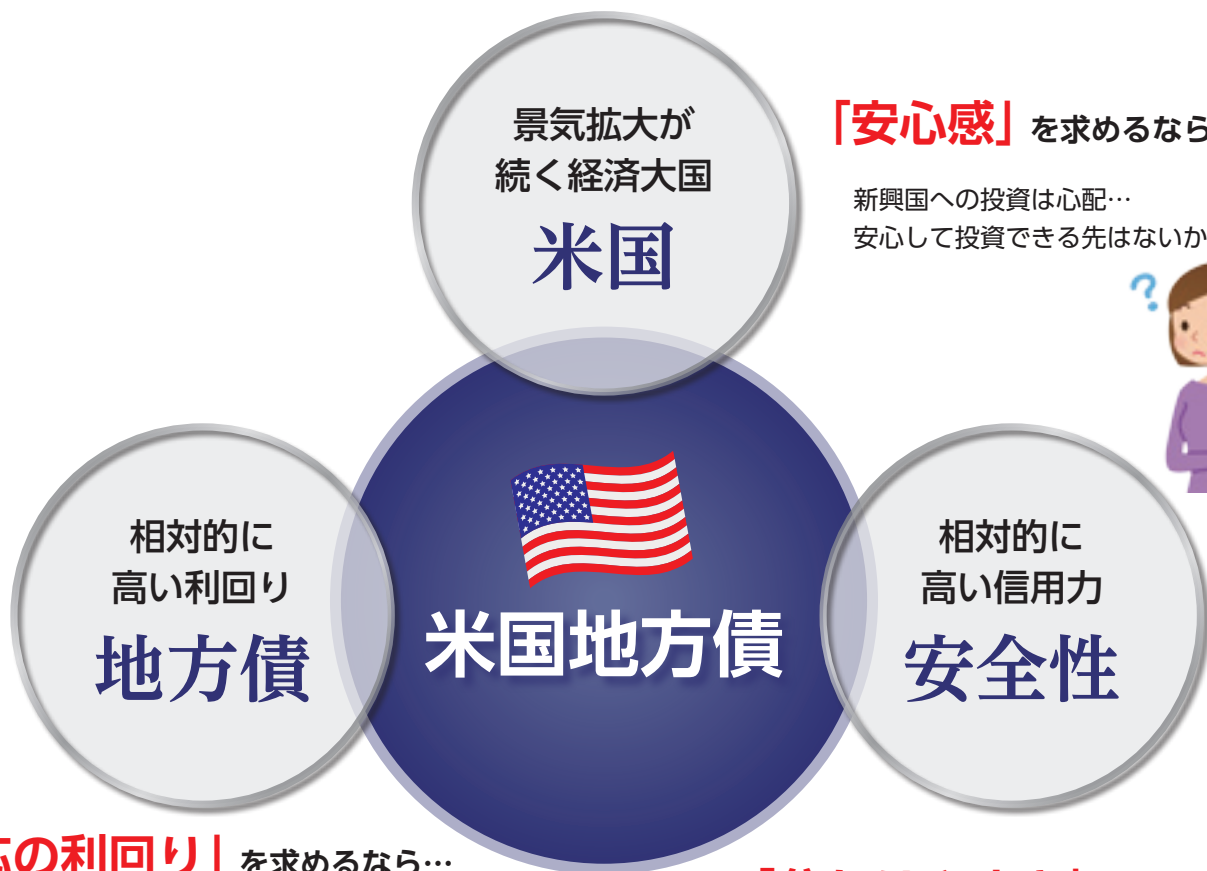 景気拡大が
続く経済大国
米国
「安心感」を求めるなら
新興国への投資は心配…
安心して投資できる先はないか
?
相対的に
高い利回り
地方債
米国地方債
相対的に
高い信用力
安全性
の利回り」を求めるなら…